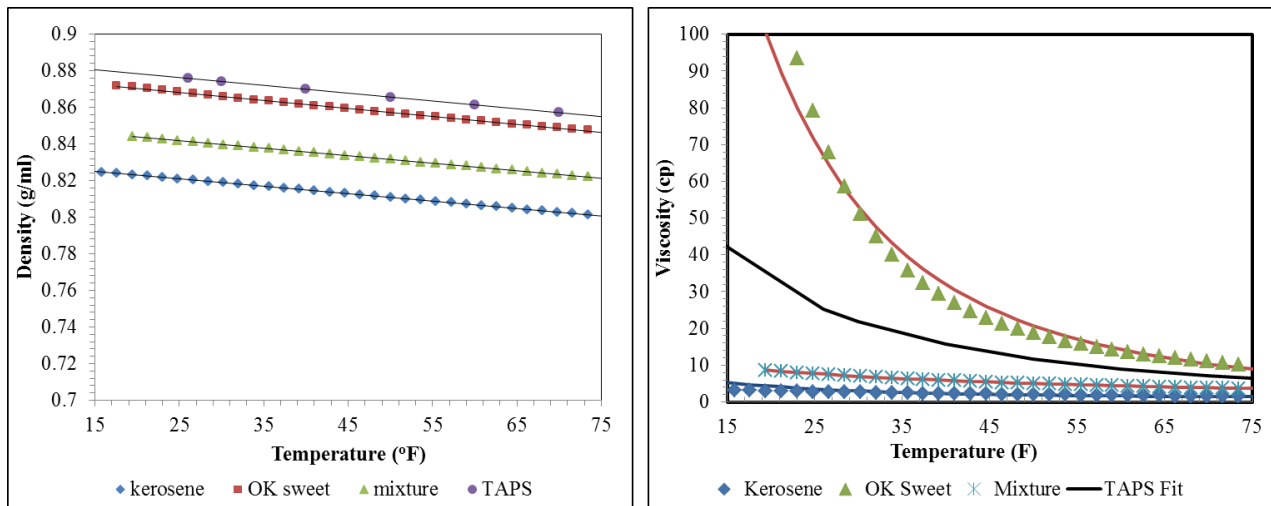 0.9
0.88
0.86
0.84
0.82
0.8
0.78
0.76
0.74
0.72
0.7
Density (g/ml)
15 25 35 45 55 65 75
Temperature (°F)
kerosene OK sweet mixture TAPS
100
90
80
70
60
50
40
30
20
10
0
Viscosity (cp)
15 25 35 45 55 65 75
Temperature (F)
Kerosene OK Sweet Mixture TAPS Fit